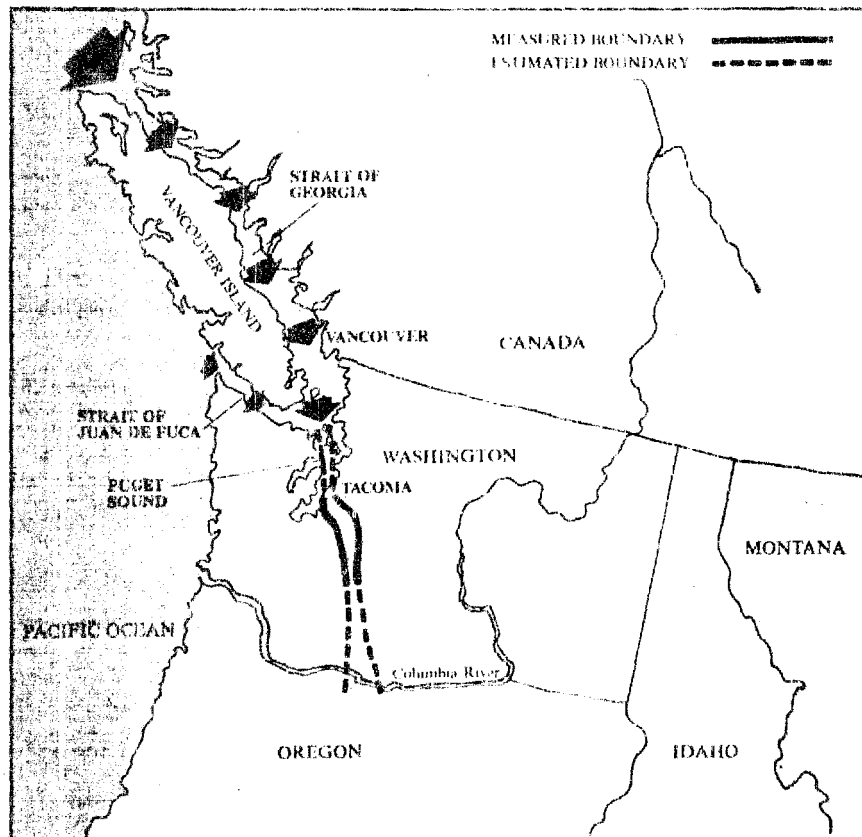 MEASURED BOUNDARY
ESTIMATED BOUNDARY
STRAIT OF
GEORGIA
VANCOUVER ISLAND
VANCOUVER
CANADA
STRAIT OF
JUAN DE FUCA
WASHINGTON
PUGET
SOUND
TACOMA
MONTANA
PACIFIC OCEAN
Columbia River
OREGON
IDAHO